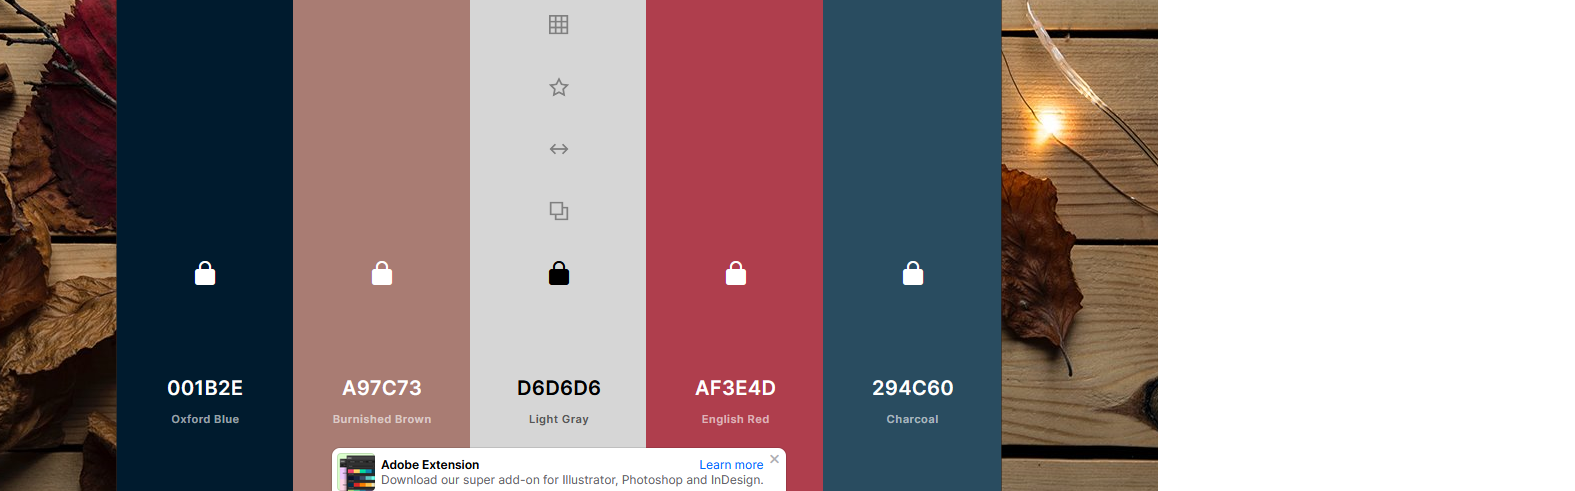 001B2E
Oxford Blue
A97C73
Burnished Brown
D6D6D6
Light Gray
AF3E4D
English Red
294C60
Charcoal
Adobe Extension
Learn more
Download our super add-on for Illustrator, Photoshop and InDesign.